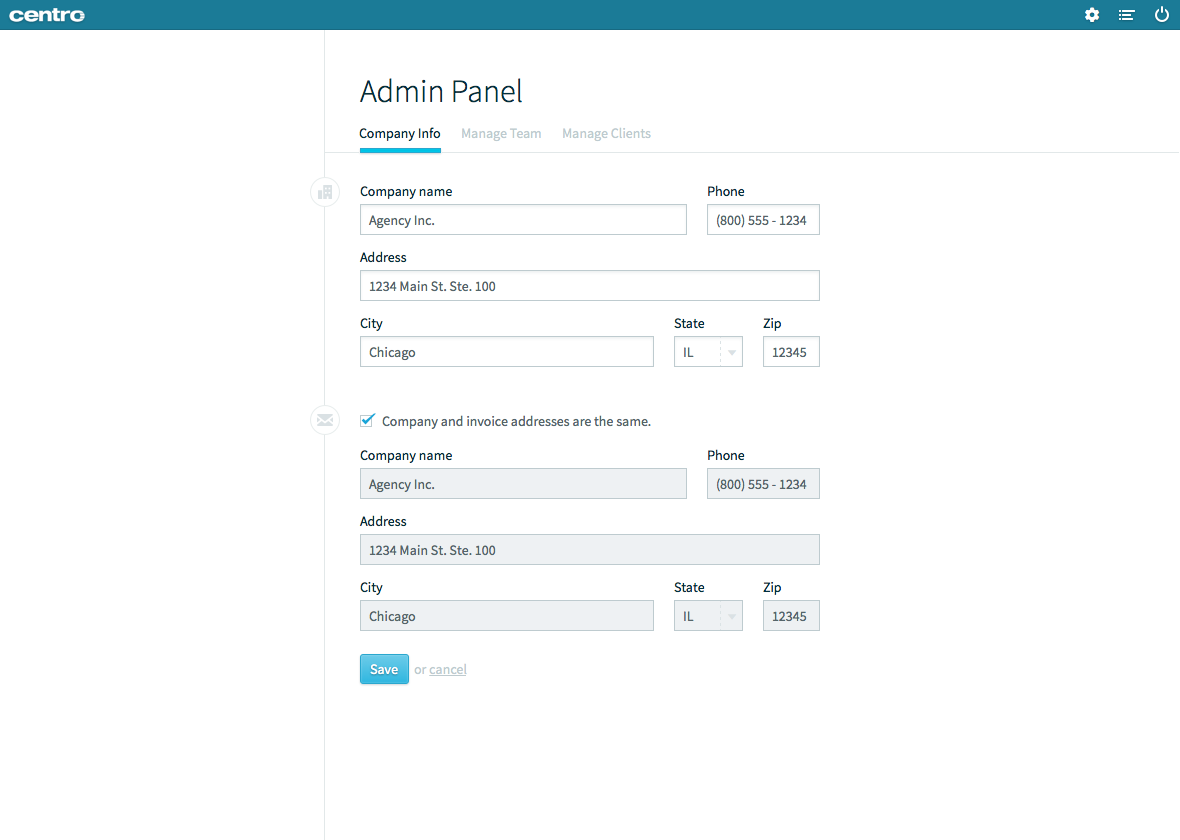 centro
Admin Panel
Company Info Manage Team Manage Clients
Company name Phone
Agency Inc. (800) 555 - 1234
Address
1234 Main St. Ste. 100
City State Zip
Chicago IL 12345
Company and invoice addresses are the same.
Company name Phone
Agency Inc. (800) 555 - 1234
Address
1234 Main St. Ste. 100
City State Zip
Chicago IL 12345
Save or cancel